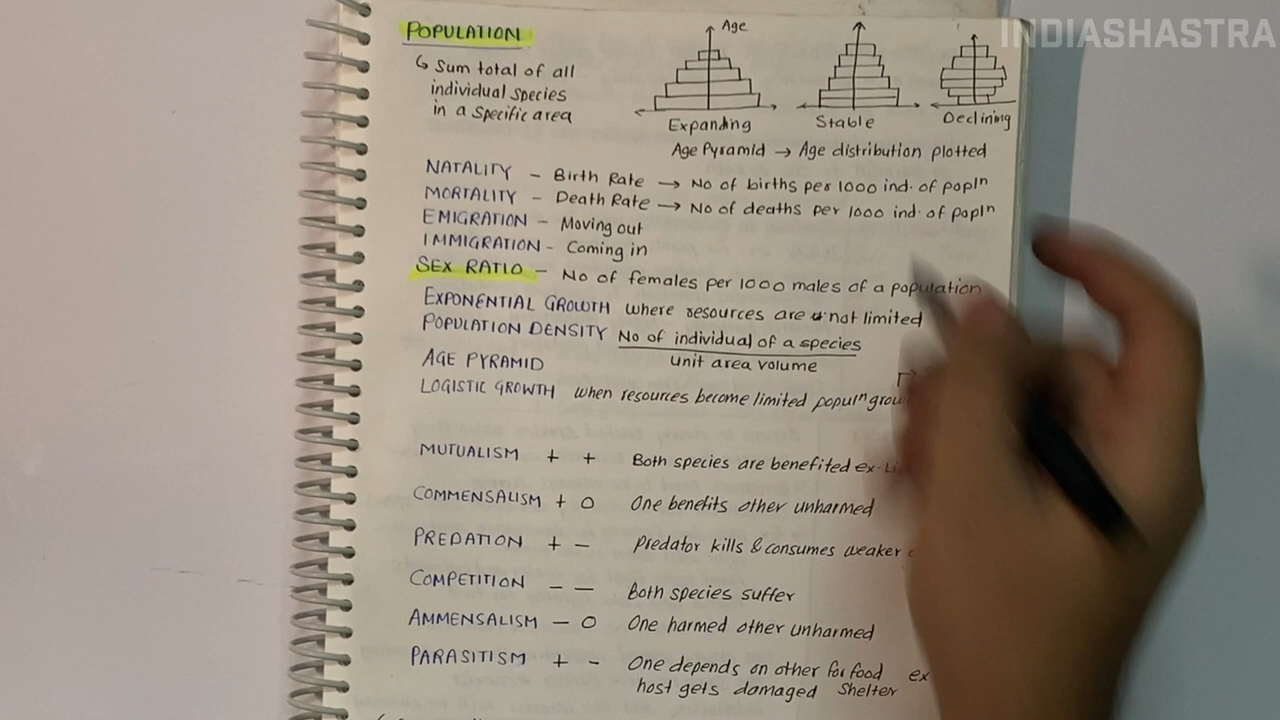 INDIASHASTRA
POPULATION
Age
↳ Sum total of all
individual species
in a specific area
Expanding Stable Declining
Age Pyramid → Age distribution plotted
NATALITY – Birth Rate → No of births per 1000 ind. of popln
MORTALITY – Death Rate → No of deaths per 1000 ind. of popln
EMIGRATION – Moving out
IMMIGRATION - Coming in
SEX RATIO – No of females per 1000 males of a population
EXPONENTIAL GROWTH where resources are not limited
POPULATION DENSITY No of individual of a species
unit area volume
AGE PYRAMID
LOGISTIC GROWTH when resources become limited populn
MUTUALISM + + Both species are benefited ex.
COMMENSALISM + O One benefits other unharmed
PREDATION + – Predator kills & consumes weaker
COMPETITION – – Both species suffer
AMMENSALISM – O One harmed other unharmed
PARASITISM + - One depends on other for food ex
host gets damaged shelter